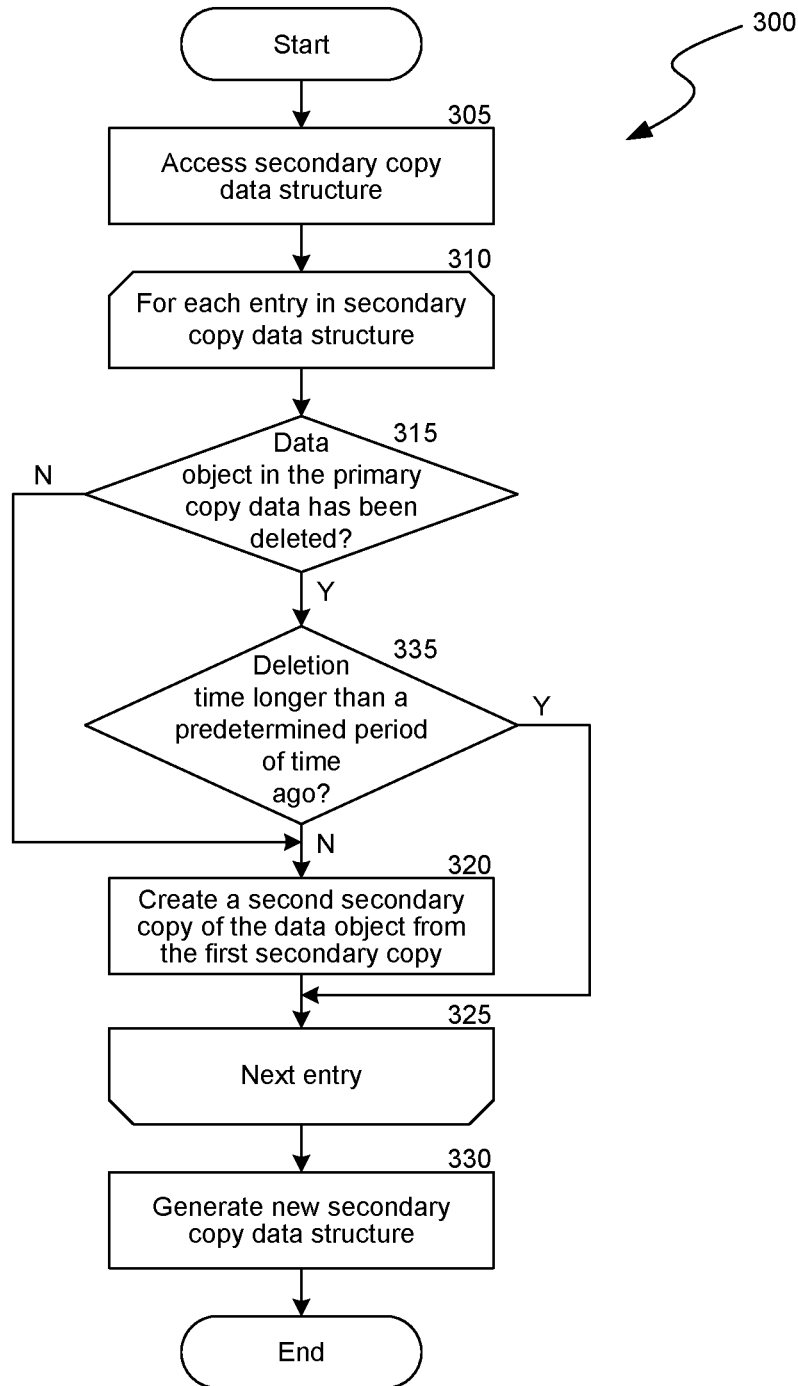 Start
300
305
Access secondary copy
data structure
310
For each entry in secondary
copy data structure
315
Data
object in the primary
copy data has been
deleted?
N
Y
335
Deletion
time longer than a
predetermined period
of time
ago?
Y
N
320
Create a second secondary
copy of the data object from
the first secondary copy
325
Next entry
330
Generate new secondary
copy data structure
End